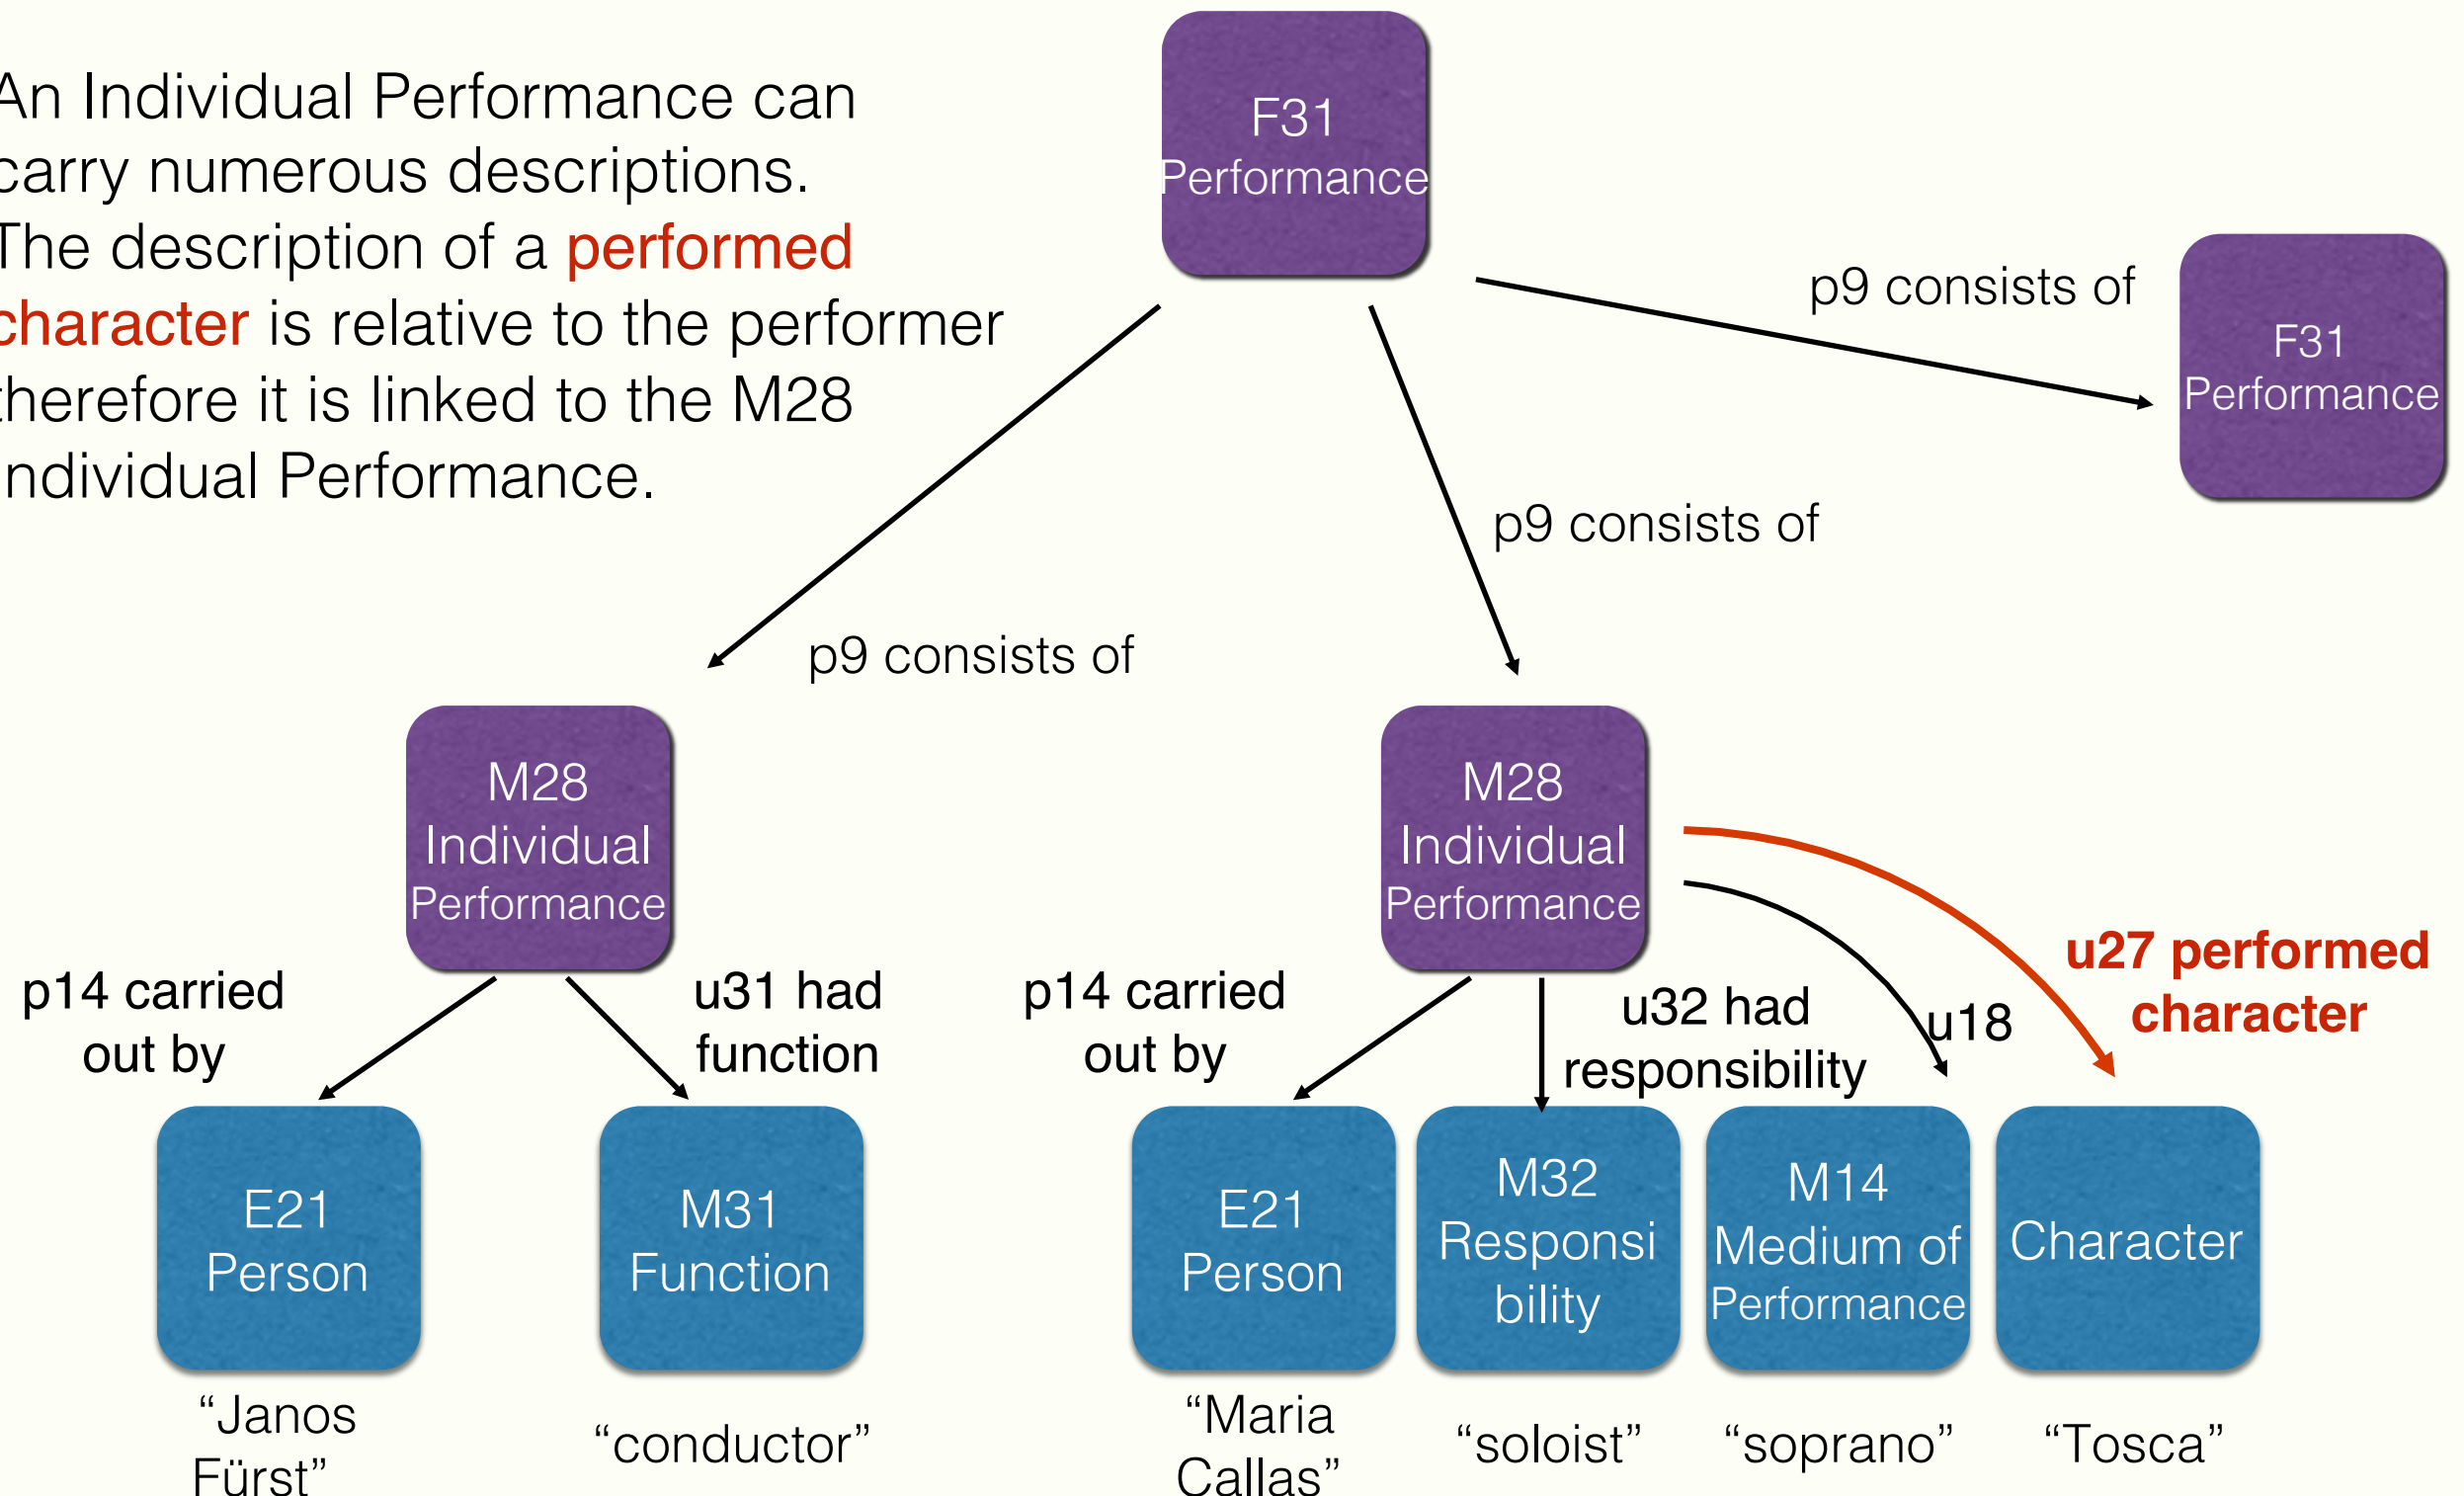 An Individual Performance can
carry numerous descriptions.
The description of a performed
character is relative to the performer
therefore it is linked to the M28
Individual Performance.
F31
Performance
p9 consists of
F31
Performance
p9 consists of
p9 consists of
M28
Individual
Performance
M28
Individual
Performance
p14 carried
out by
u31 had
function
p14 carried
out by
u32 had
responsibility
u18
u27 performed
character
E21
Person
M31
Function
E21
Person
M32
Responsi
bility
M14
Medium of
Performance
Character
“Janos
Fürst”
“conductor”
“Maria
Callas”
“soloist”
“soprano”
“Tosca”